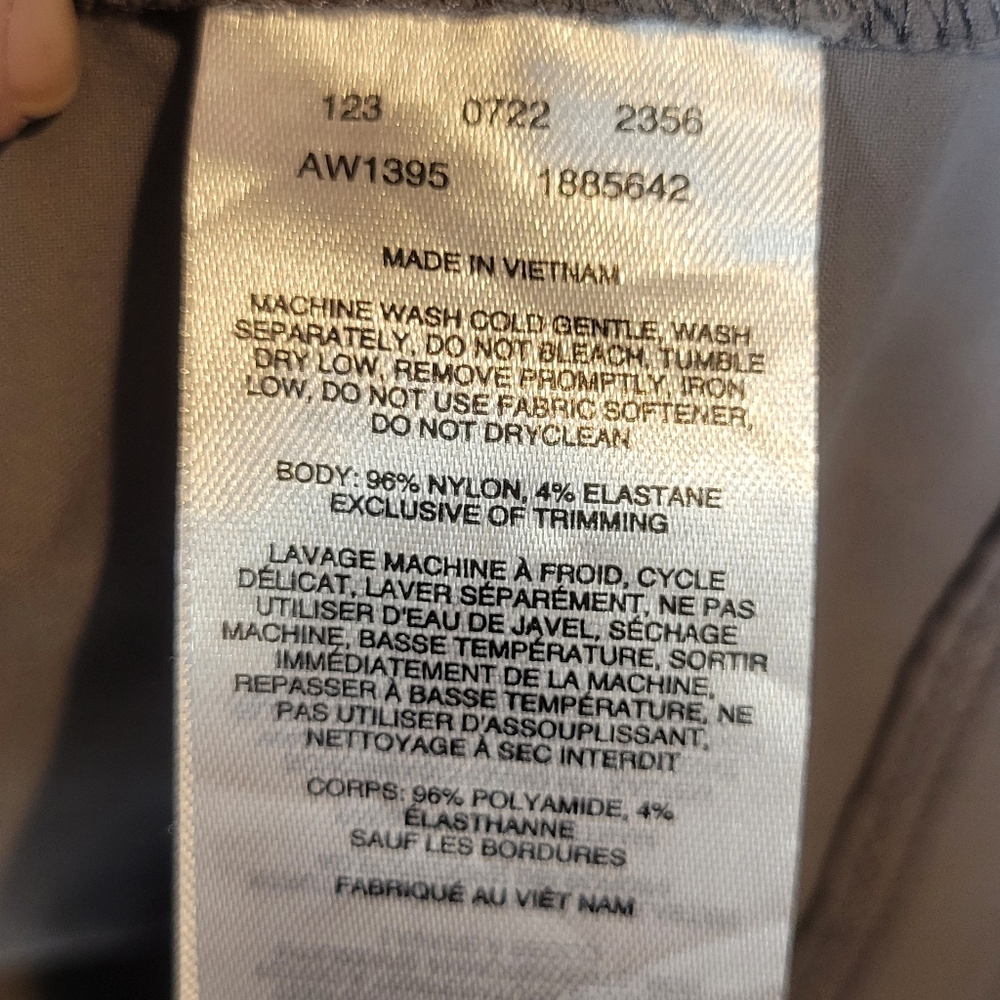 123 0722 2356
AW1395 1885642
MADE IN VIETNAM
MACHINE WASH COLD GENTLE, WASH
SEPARATELY, DO NOT BLEACH, TUMBLE
DRY LOW, REMOVE PROMPTLY, IRON
LOW, DO NOT USE FABRIC SOFTENER,
DO NOT DRYCLEAN
BODY: 96% NYLON, 4% ELASTANE
EXCLUSIVE OF TRIMMING
LAVAGE MACHINE À FROID, CYCLE
DÉLICAT, LAVER SÉPARÉMENT, NE PAS
UTILISER D'EAU DE JAVEL, SÉCHAGE
MACHINE, BASSE TEMPÉRATURE, SORTIR
IMMÉDIATEMENT DE LA MACHINE,
REPASSER À BASSE TEMPÉRATURE, NE
PAS UTILISER D'ASSOUPLISSANT,
NETTOYAGE À SEC INTERDIT
CORPS: 96% POLYAMIDE, 4%
ÉLASTHANNE
SAUF LES BORDURES
FABRIQUÉ AU VIÊT NAM